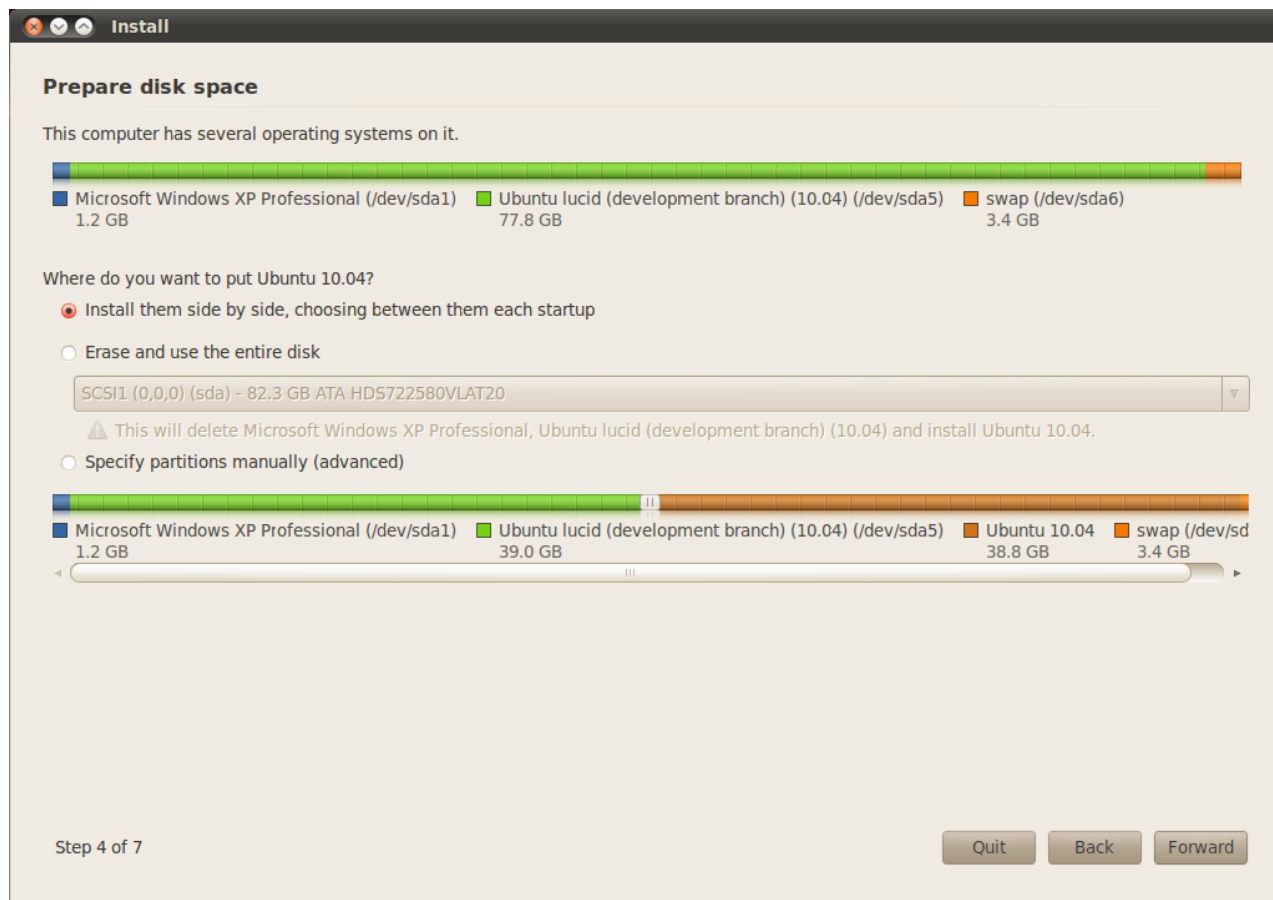 Install
Prepare disk space
This computer has several operating systems on it.
Microsoft Windows XP Professional (/dev/sda1) Ubuntu lucid (development branch) (10.04) (/dev/sda5) swap (/dev/sda6)
1.2 GB 77.8 GB 3.4 GB
Where do you want to put Ubuntu 10.04?
Install them side by side, choosing between them each startup
Erase and use the entire disk
SCSI1 (0,0,0) (sda) - 82.3 GB ATA HDS722580VLAT20
This will delete Microsoft Windows XP Professional, Ubuntu lucid (development branch) (10.04) and install Ubuntu 10.04.
Specify partitions manually (advanced)
Microsoft Windows XP Professional (/dev/sda1) Ubuntu lucid (development branch) (10.04) (/dev/sda5) Ubuntu 10.04 swap (/dev/sd
1.2 GB 39.0 GB 38.8 GB 3.4 GB
Step 4 of 7 Quit Back Forward